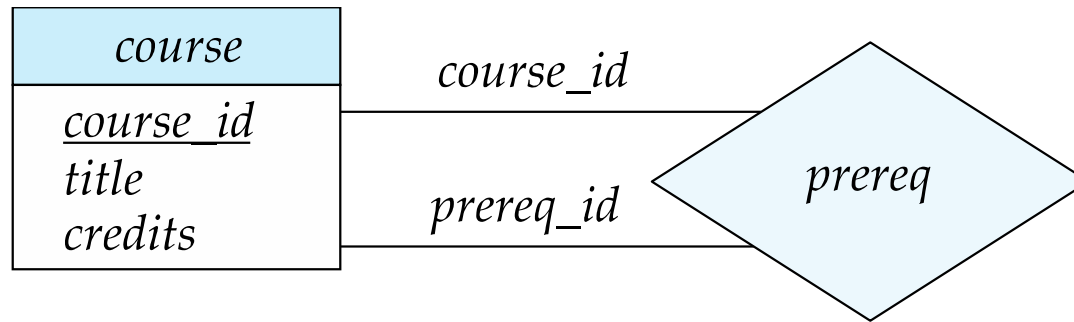 course
course_id
title
credits
course_id
prereq_id
prereq